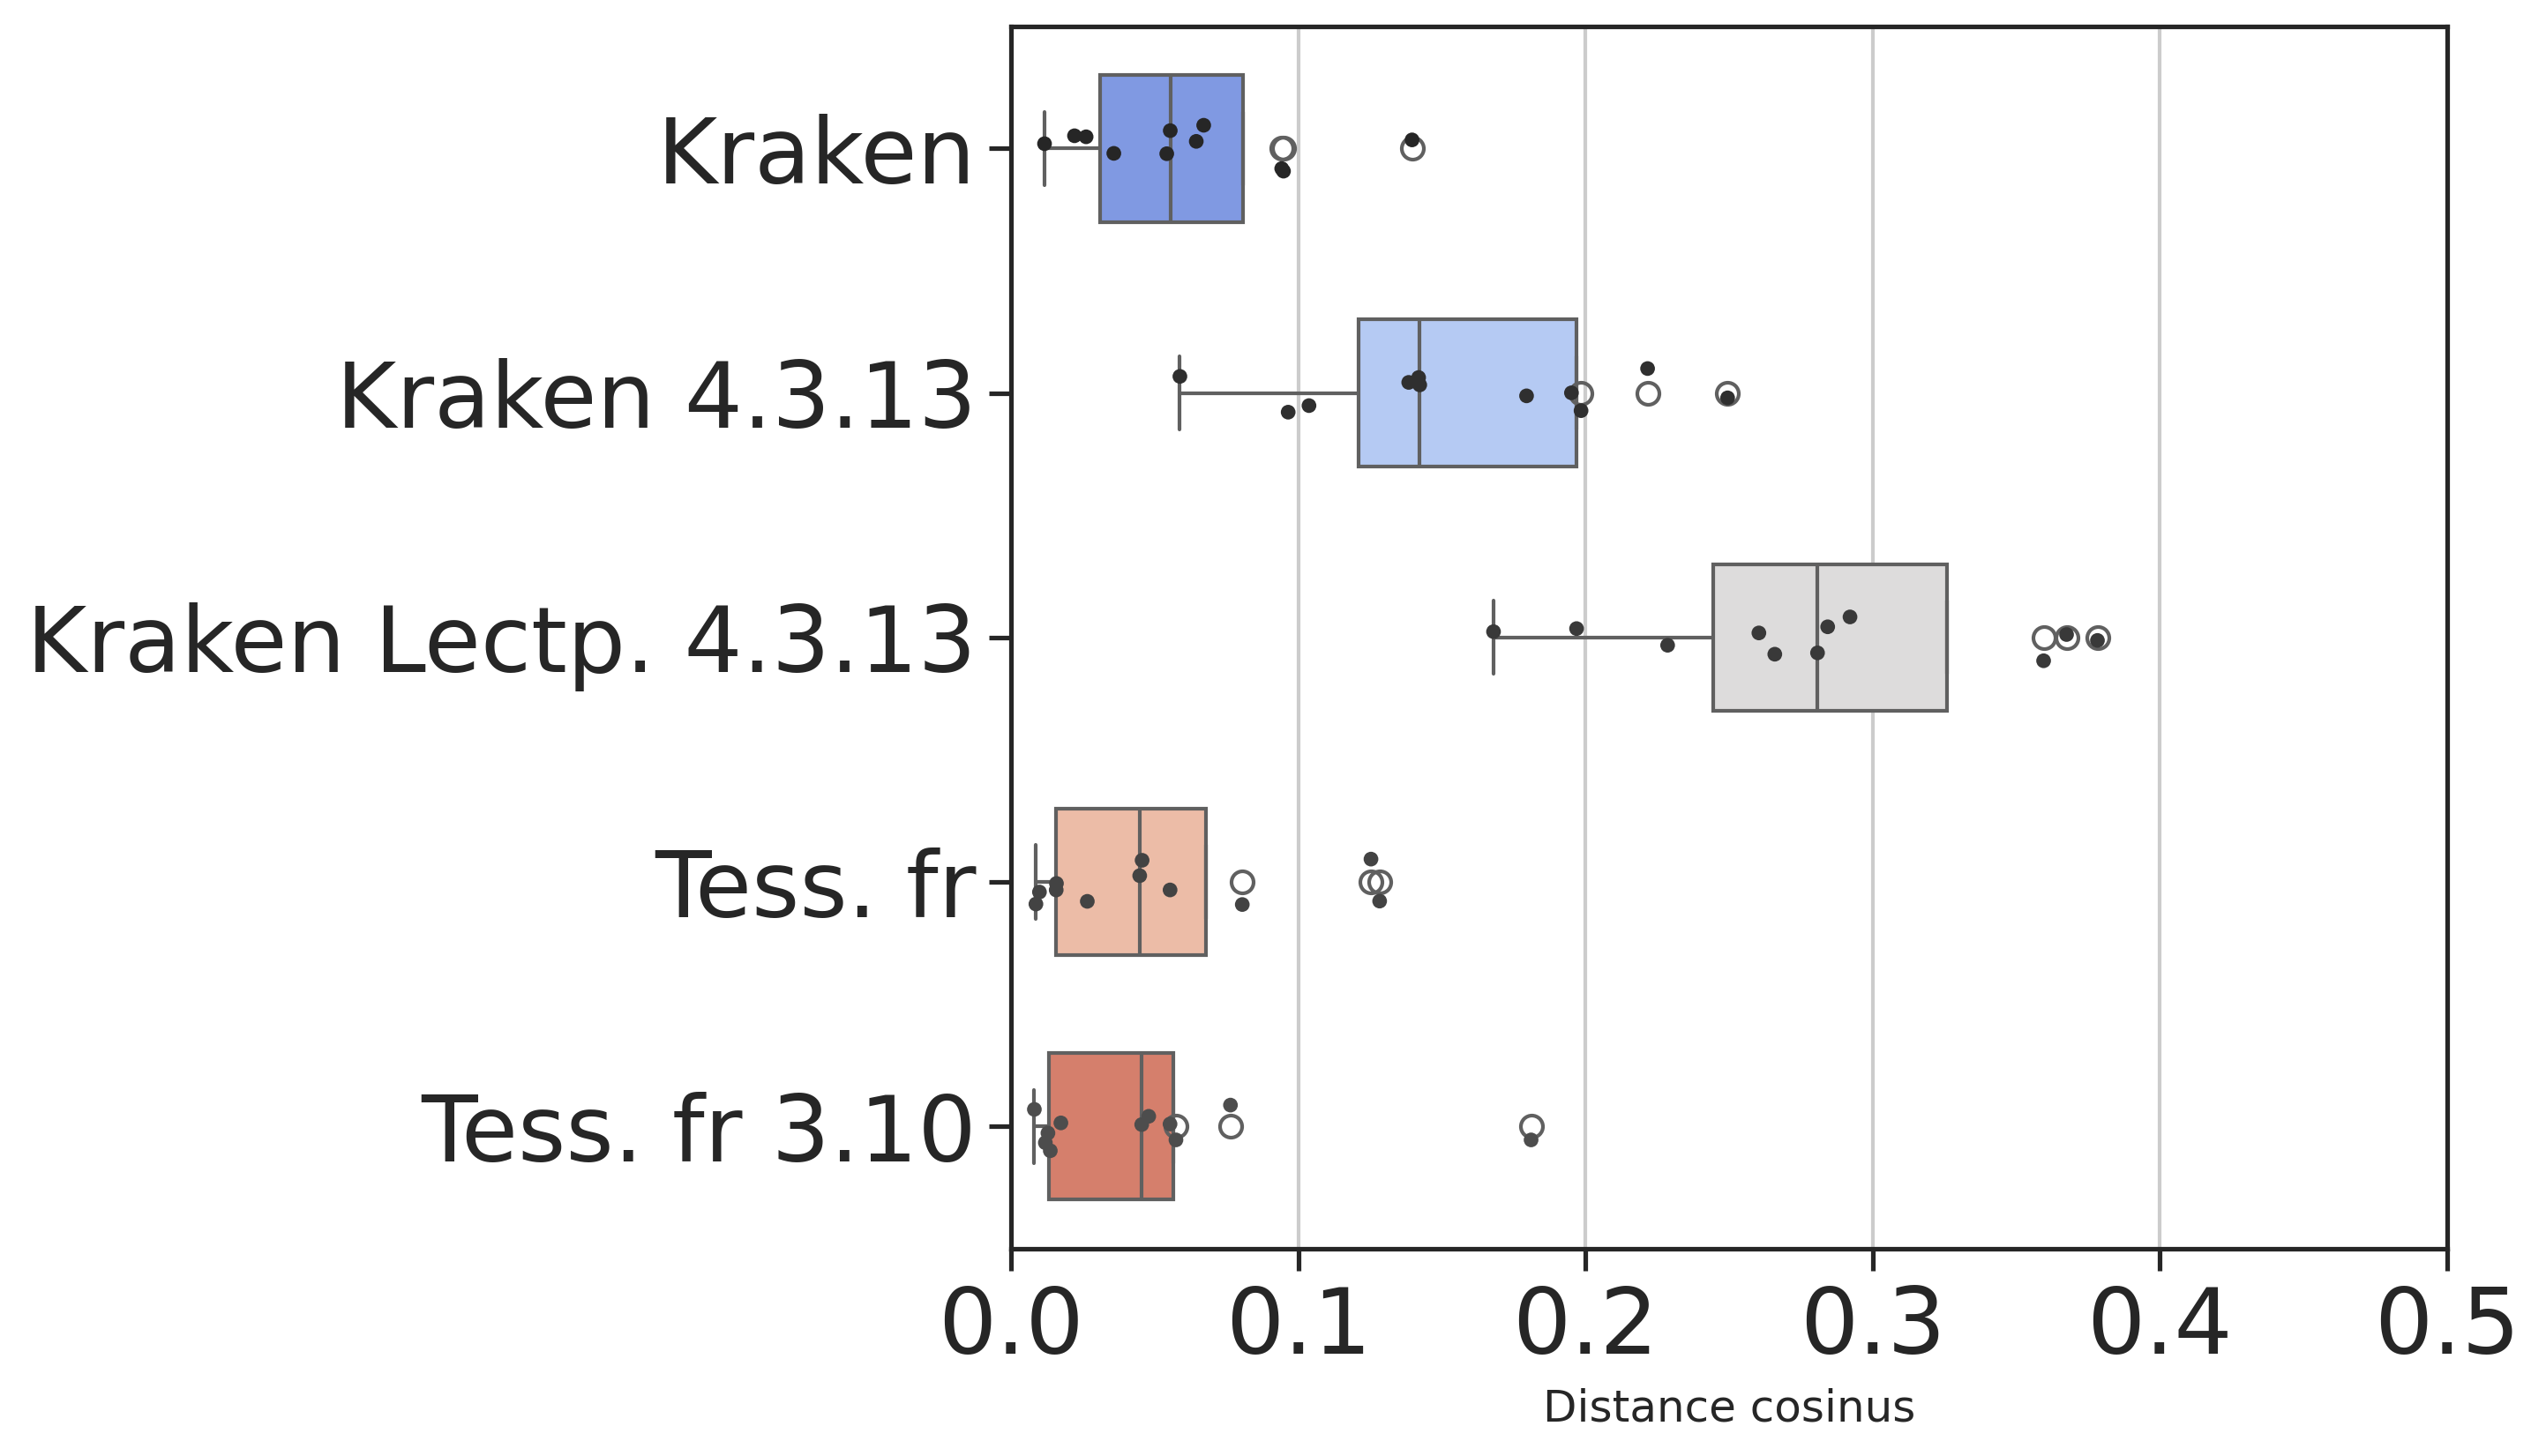 Kraken
Kraken 4.3.13
Kraken Lectp. 4.3.13
Tess. fr
Tess. fr 3.10
0.0 0.1 0.2 0.3 0.4 0.5
Distance cosinus